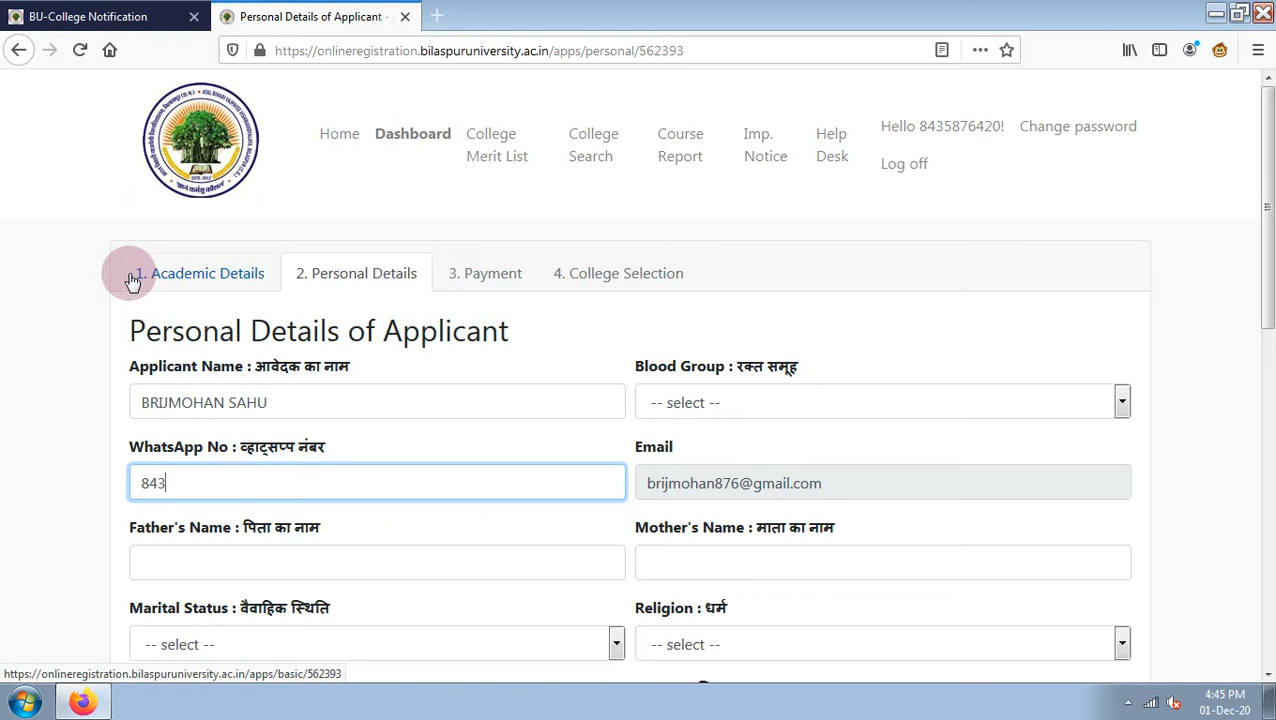 BU-College Notification
Personal Details of Applicant -
https://onlineregistration.bilaspuruniversity.ac.in/apps/personal/562393
Home
Dashboard
College
Merit List
College
Search
Course
Report
Imp.
Notice
Help
Desk
Hello 8435876420!
Change password
Log off
1. Academic Details
2. Personal Details
3. Payment
4. College Selection
Personal Details of Applicant
Applicant Name : आवेदक का नाम
Blood Group : रक्त समूह
BRIJMOHAN SAHU
-- select --
WhatsApp No : व्हाट्सप्प नंबर
Email
843
brijmohan876@gmail.com
Father's Name : पिता का नाम
Mother's Name : माता का नाम
Marital Status : वैवाहिक स्थिति
Religion : धर्म
-- select --
-- select --
https://onlineregistration.bilaspuruniversity.ac.in/apps/basic/562393
4:45 PM
01-Dec-20